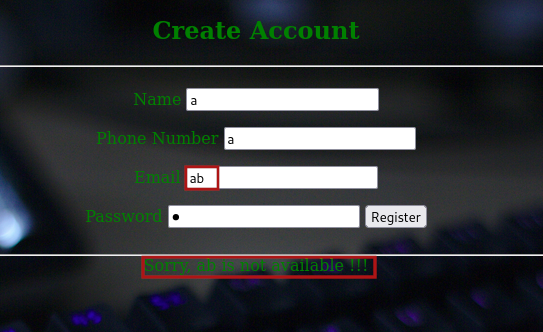 Create Account
Name a
Phone Number a
Email ab
Password ● Register
Sorry, ab is not available !!!